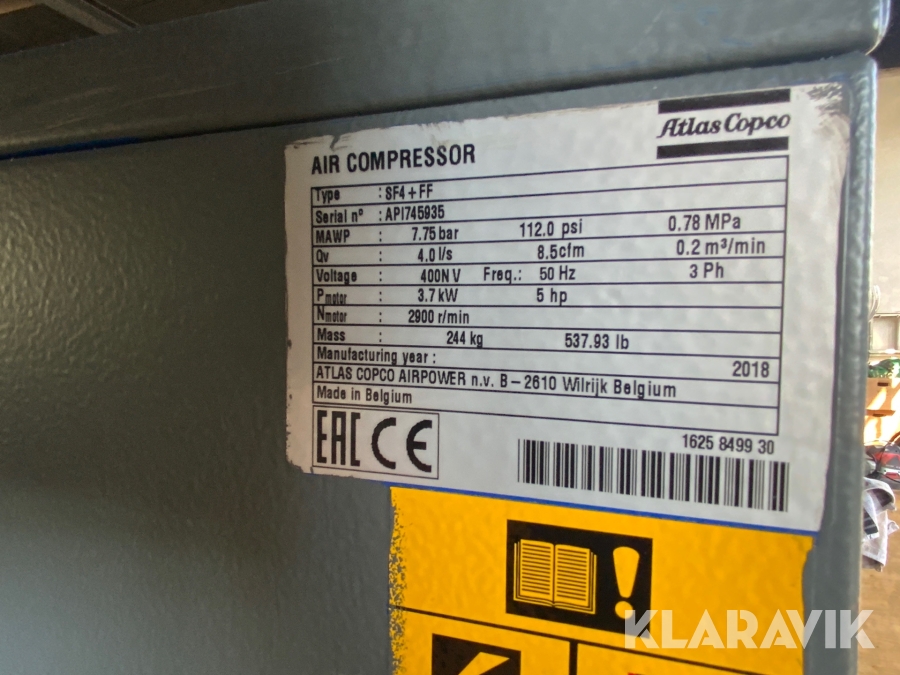 Atlas Copco
AIR COMPRESSOR
Type : SF4+FF
Serial nº : API745935
MAWP : 7.75 bar 112.0 psi 0.78 MPa
Qv : 4.0 l/s 8.5cfm 0.2 m³/min
Voltage : 400N V Freq.: 50 Hz 3 Ph
Pmotor : 3.7 kW 5 hp
Nmotor : 2900 r/min
Mass : 244 kg 537.93 lb
Manufacturing year : 2018
ATLAS COPCO AIRPOWER n.v. B – 2610 Wilrijk Belgium
Made in Belgium
EAC CE
1625 8499 30
KLARAVIK